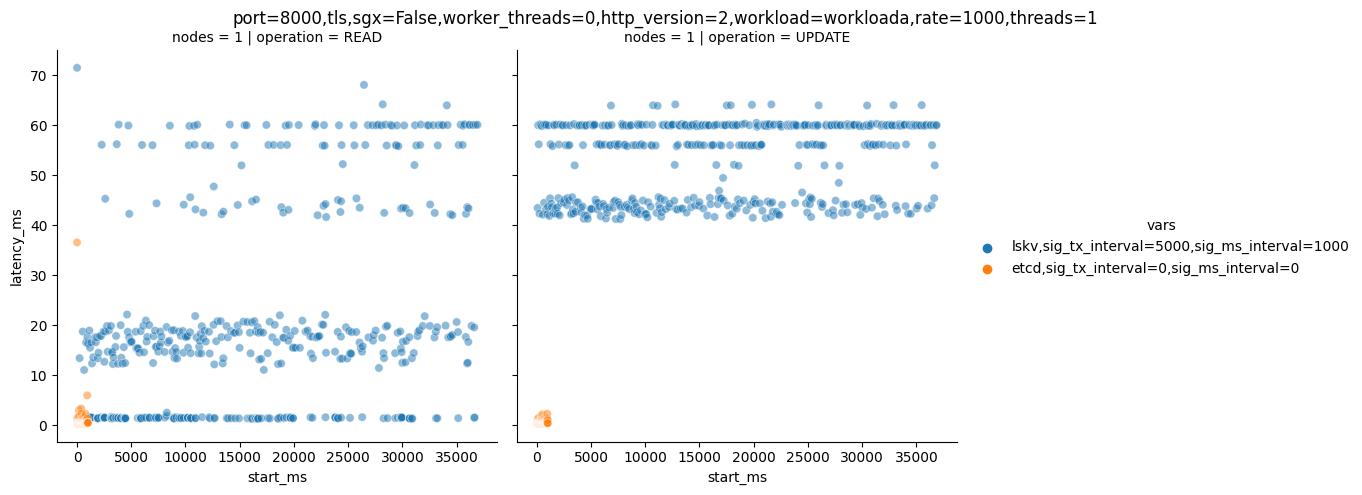 port=8000,tls,sgx=False,worker_threads=0,http_version=2,workload=workloada,rate=1000,threads=1
nodes = 1 | operation = READ
nodes = 1 | operation = UPDATE
latency_ms
70
60
50
40
30
20
10
0
0 5000 10000 15000 20000 25000 30000 35000
start_ms
0 5000 10000 15000 20000 25000 30000 35000
start_ms
vars
lskv,sig_tx_interval=5000,sig_ms_interval=1000
etcd,sig_tx_interval=0,sig_ms_interval=0